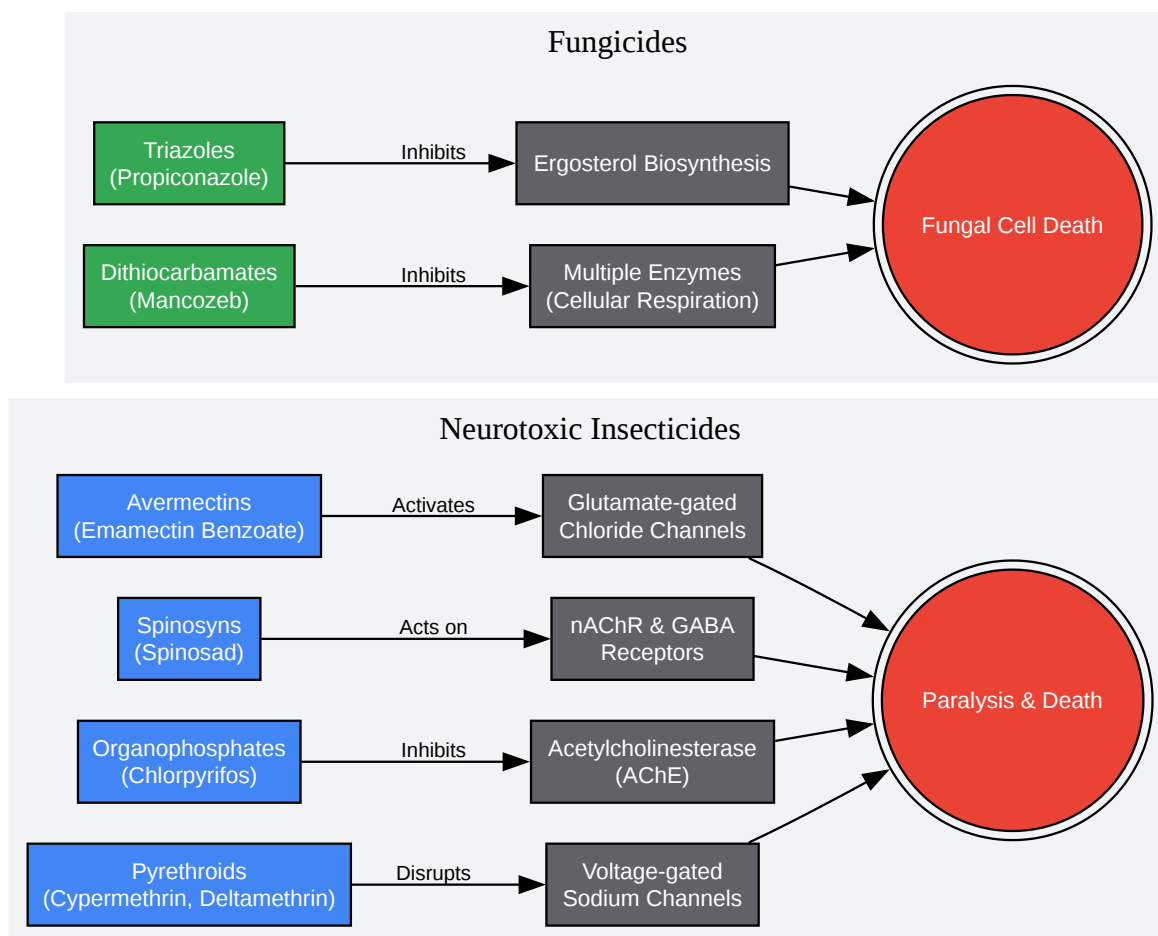 Fungicides
Triazoles
(Propiconazole)
Inhibits
Ergosterol Biosynthesis
Fungal Cell Death
Dithiocarbamates
(Mancozeb)
Inhibits
Multiple Enzymes
(Cellular Respiration)
Neurotoxic Insecticides
Avermectins
(Emamectin Benzoate)
Activates
Glutamate-gated
Chloride Channels
Spinosyns
(Spinosad)
Acts on
nAChR & GABA
Receptors
Paralysis & Death
Organophosphates
(Chlorpyrifos)
Inhibits
Acetylcholinesterase
(AChE)
Pyrethroids
(Cypermethrin, Deltamethrin)
Disrupts
Voltage-gated
Sodium Channels